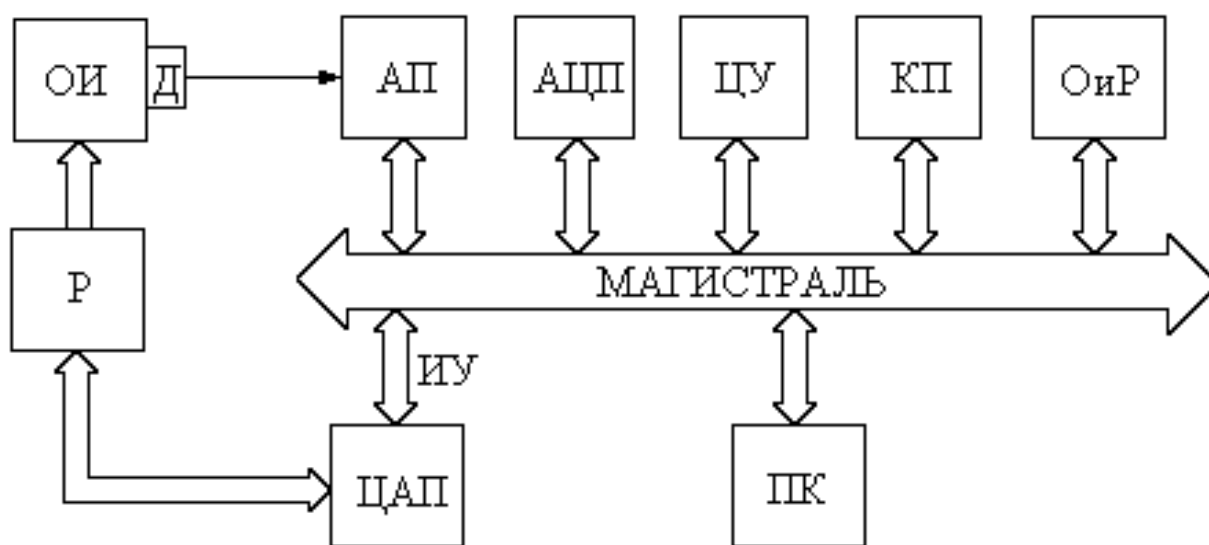 ОИ
Д
АП
АЦП
ЦУ
КП
ОиР
Р
МАГИСТРАЛЬ
ИУ
ЦАП
ПК